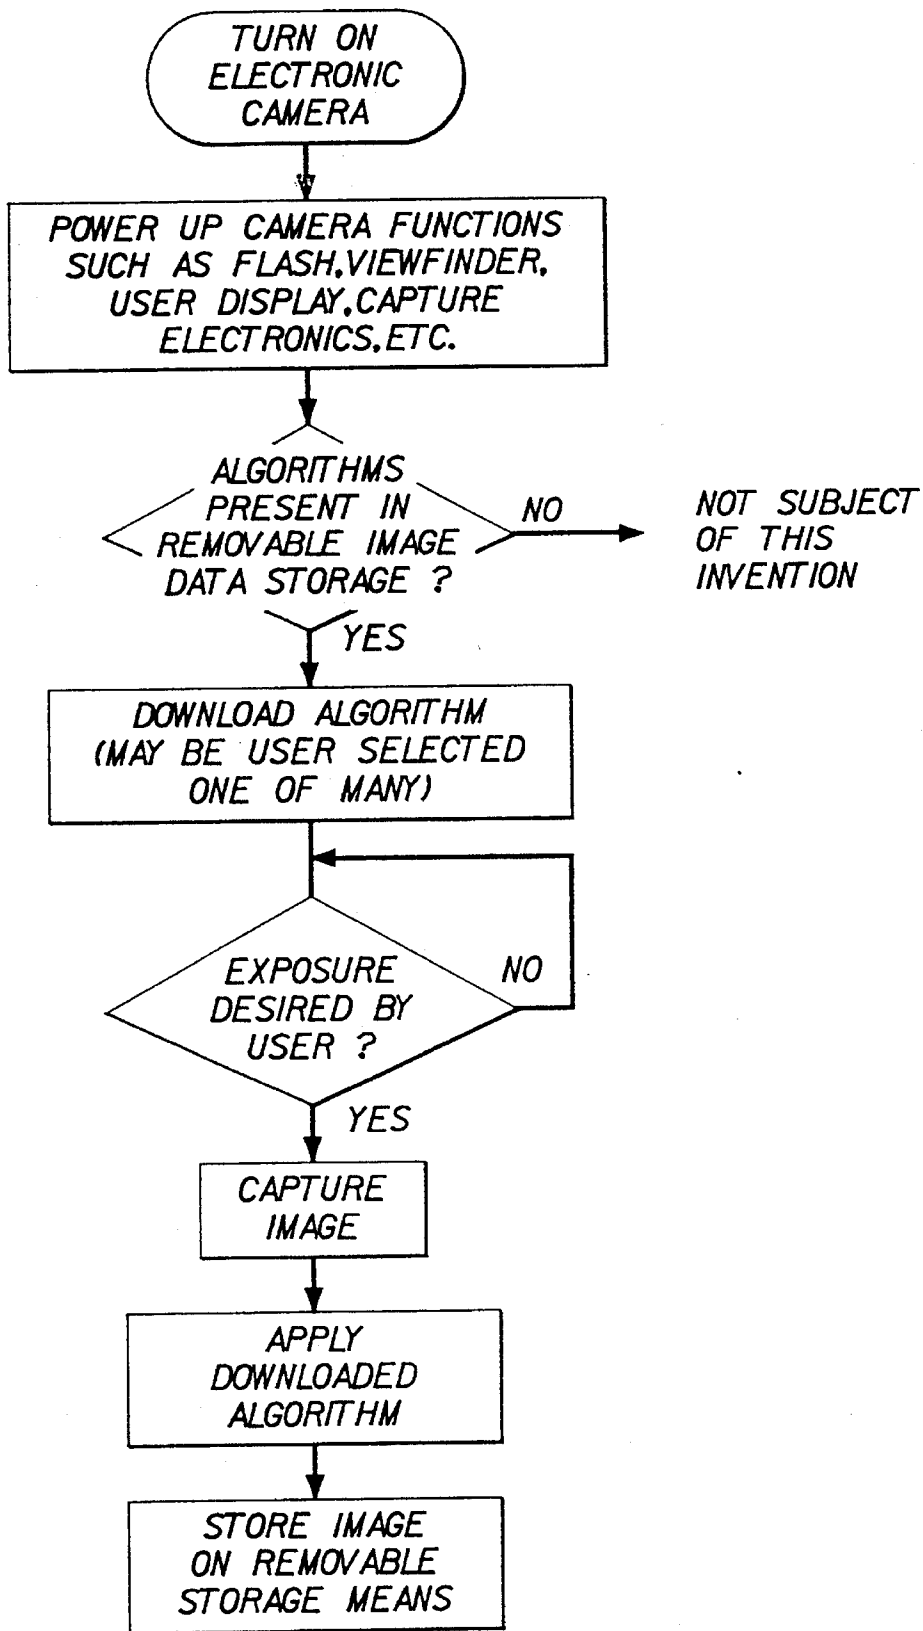 TURN ON
ELECTRONIC
CAMERA
POWER UP CAMERA FUNCTIONS
SUCH AS FLASH,VIEWFINDER,
USER DISPLAY,CAPTURE
ELECTRONICS,ETC.
ALGORITHMS
PRESENT IN
REMOVABLE IMAGE
DATA STORAGE ?
NO
NOT SUBJECT
OF THIS
INVENTION
YES
DOWNLOAD ALGORITHM
(MAY BE USER SELECTED
ONE OF MANY)
EXPOSURE
DESIRED BY
USER ?
NO
YES
CAPTURE
IMAGE
APPLY
DOWNLOADED
ALGORITHM
STORE IMAGE
ON REMOVABLE
STORAGE MEANS